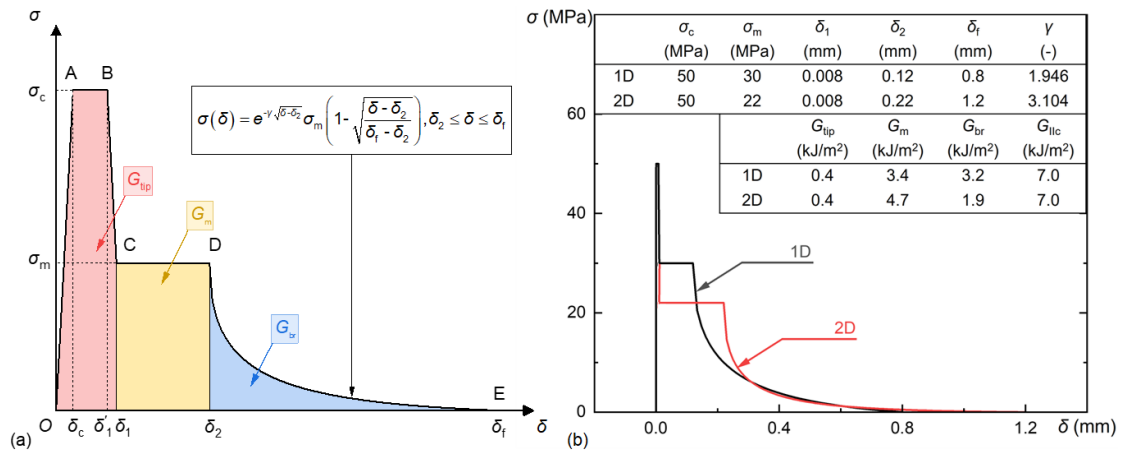 σ
A B
σc
σ(δ) = e^(-γ√(δ-δ2)) σm (1-√((δ-δ2)/(δf-δ2))), δ2 ≤ δ ≤ δf
Gtip
Gm
C D
σm
Gbr
E
O δc δ'1 δ1 δ2 δf δ
(a)
(b)
σ (MPa)
σc σm δ1 δ2 δf γ
(MPa) (MPa) (mm) (mm) (mm) (-)
1D 50 30 0.008 0.12 0.8 1.946
2D 50 22 0.008 0.22 1.2 3.104
Gtip Gm Gbr GIIc
(kJ/m²) (kJ/m²) (kJ/m²) (kJ/m²)
1D 0.4 3.4 3.2 7.0
2D 0.4 4.7 1.9 7.0
60
40
20
0
1D
2D
0.0 0.4 0.8 1.2 δ (mm)